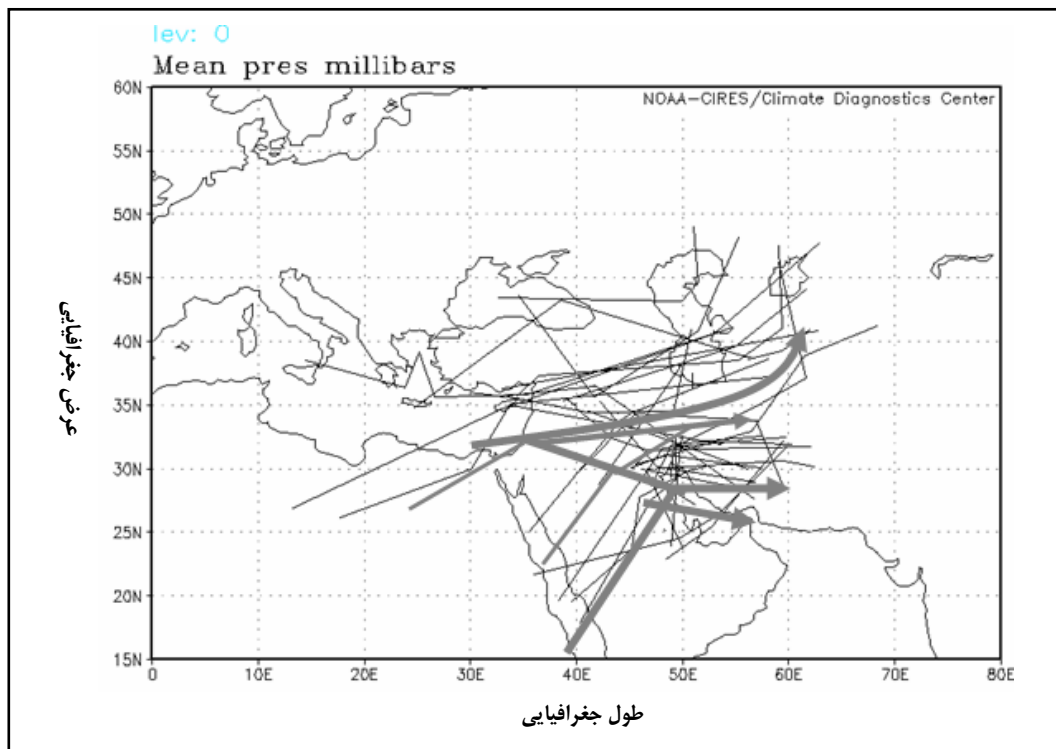 lev: 0
Mean pres millibars
NOAA-CIRES/Climate Diagnostics Center
60N
55N
50N
45N
40N
35N
30N
25N
20N
15N
0 10E 20E 30E 40E 50E 60E 70E 80E
عرض جغرافیایی
طول جغرافیایی